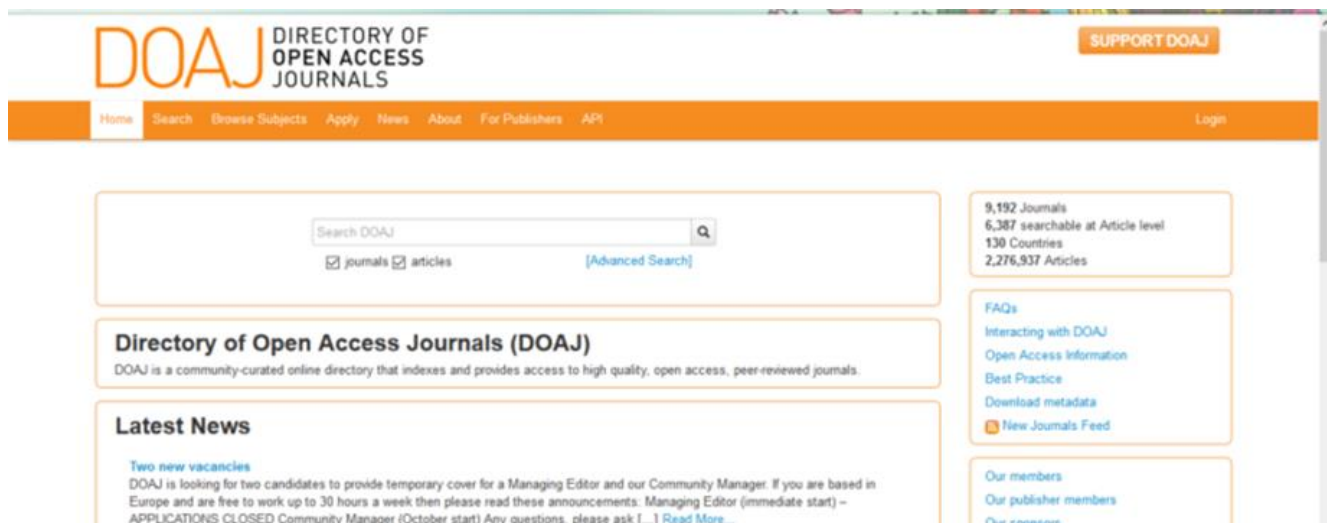 DOAJ
DIRECTORY OF
OPEN ACCESS
JOURNALS
SUPPORT DOAJ
Home Search Browse Subjects Apply News About For Publishers API Login
Search DOAJ
journals articles [Advanced Search]
9,192 Journals
6,387 searchable at Article level
130 Countries
2,276,937 Articles
Directory of Open Access Journals (DOAJ)
DOAJ is a community-curated online directory that indexes and provides access to high quality, open access, peer-reviewed journals.
FAQs
Interacting with DOAJ
Open Access Information
Best Practice
Download metadata
New Journals Feed
Latest News
Two new vacancies
DOAJ is looking for two candidates to provide temporary cover for a Managing Editor and our Community Manager. If you are based in
Europe and are free to work up to 30 hours a week then please read these announcements: Managing Editor (immediate start) –
APPLICATIONS CLOSED Community Manager (October start) Any questions, please ask [...] Read More...
Our members
Our publisher members
Our sponsors